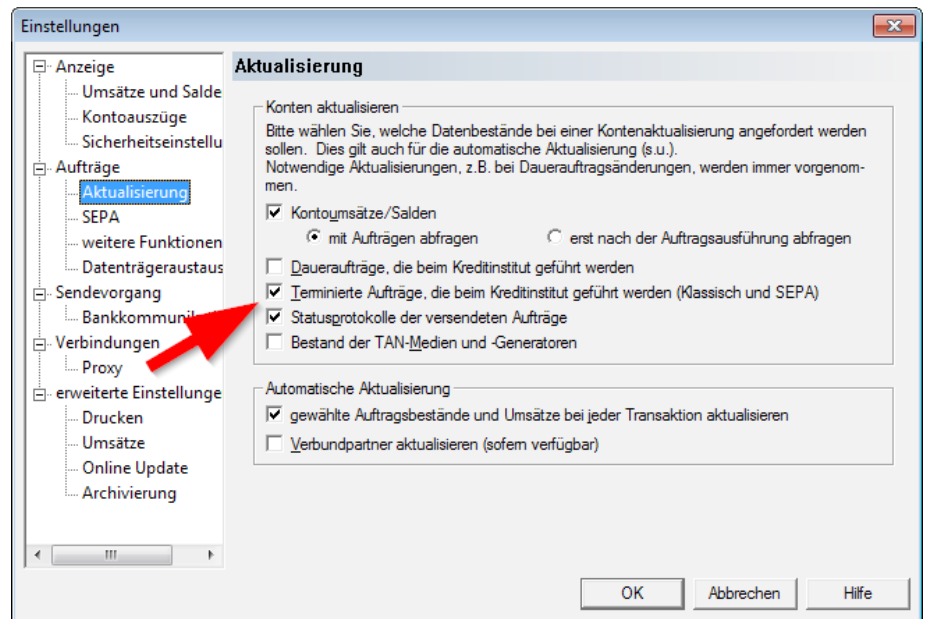 Einstellungen
Anzeige
Umsätze und Salde
Kontoauszüge
Sicherheitseinstellu
Aufträge
Aktualisierung
SEPA
weitere Funktionen
Datenträgeraustaus
Sendevorgang
Verbindungen
Proxy
erweiterte Einstellunge
Drucken
Umsätze
Online Update
Archivierung
Aktualisierung
Konten aktualisieren
Bitte wählen Sie, welche Datenbestände bei einer Kontenaktualisierung angefordert werden
sollen. Dies gilt auch für die automatische Aktualisierung (s.u.).
Notwendige Aktualisierungen, z.B. bei Dauerauftragsänderungen, werden immer vorgenom-
men.
Kontoumsätze/Salden
mit Aufträgen abfragen erst nach der Auftragsausführung abfragen
Daueraufträge, die beim Kreditinstitut geführt werden
Terminierte Aufträge, die beim Kreditinstitut geführt werden (Klassisch und SEPA)
Statusprotokolle der versendeten Aufträge
Bestand der TAN-Medien und -Generatoren
Automatische Aktualisierung
gewählte Auftragsbestände und Umsätze bei jeder Transaktion aktualisieren
Verbundpartner aktualisieren (sofern verfügbar)
OK Abbrechen Hilfe